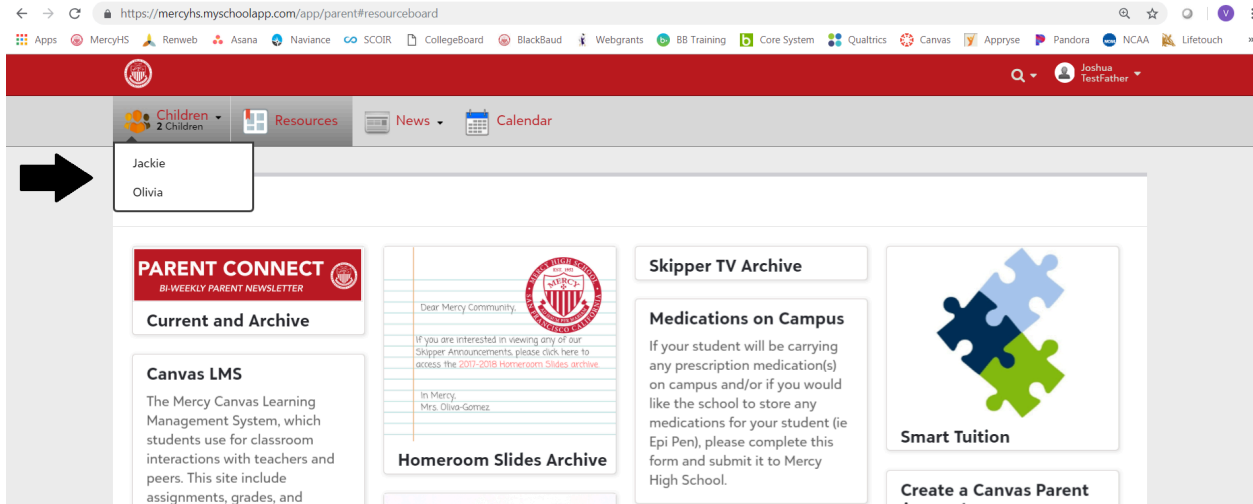 https://mercyhs.myschoolapp.com/app/parent#resourceboard
V
Apps MercyHS Renweb Asana Naviance SCOIR CollegeBoard BlackBaud Webgrants BB Training Core System Qualtrics Canvas Appryse Pandora NCAA Lifetouch »
Joshua
TestFather
Children
2 Children
Resources
News
Calendar
Jackie
Olivia
PARENT CONNECT
BI-WEEKLY PARENT NEWSLETTER
Current and Archive
Canvas LMS
The Mercy Canvas Learning
Management System, which
students use for classroom
interactions with teachers and
peers. This site include
assignments, grades, and
MERCY HIGH SCHOOL
EST. 1952
MERCY
SAN FRANCISCO CALIFORNIA
Dear Mercy Community,
If you are interested in viewing any of our
Skipper Announcements, please click here to
access the 2017-2018 Homeroom Slides archive
In Mercy,
Mrs. Oliva-Gomez
Homeroom Slides Archive
Skipper TV Archive
Medications on Campus
If your student will be carrying
any prescription medication(s)
on campus and/or if you would
like the school to store any
medications for your student (ie
Epi Pen), please complete this
form and submit it to Mercy
High School.
Smart Tuition
Create a Canvas Parent